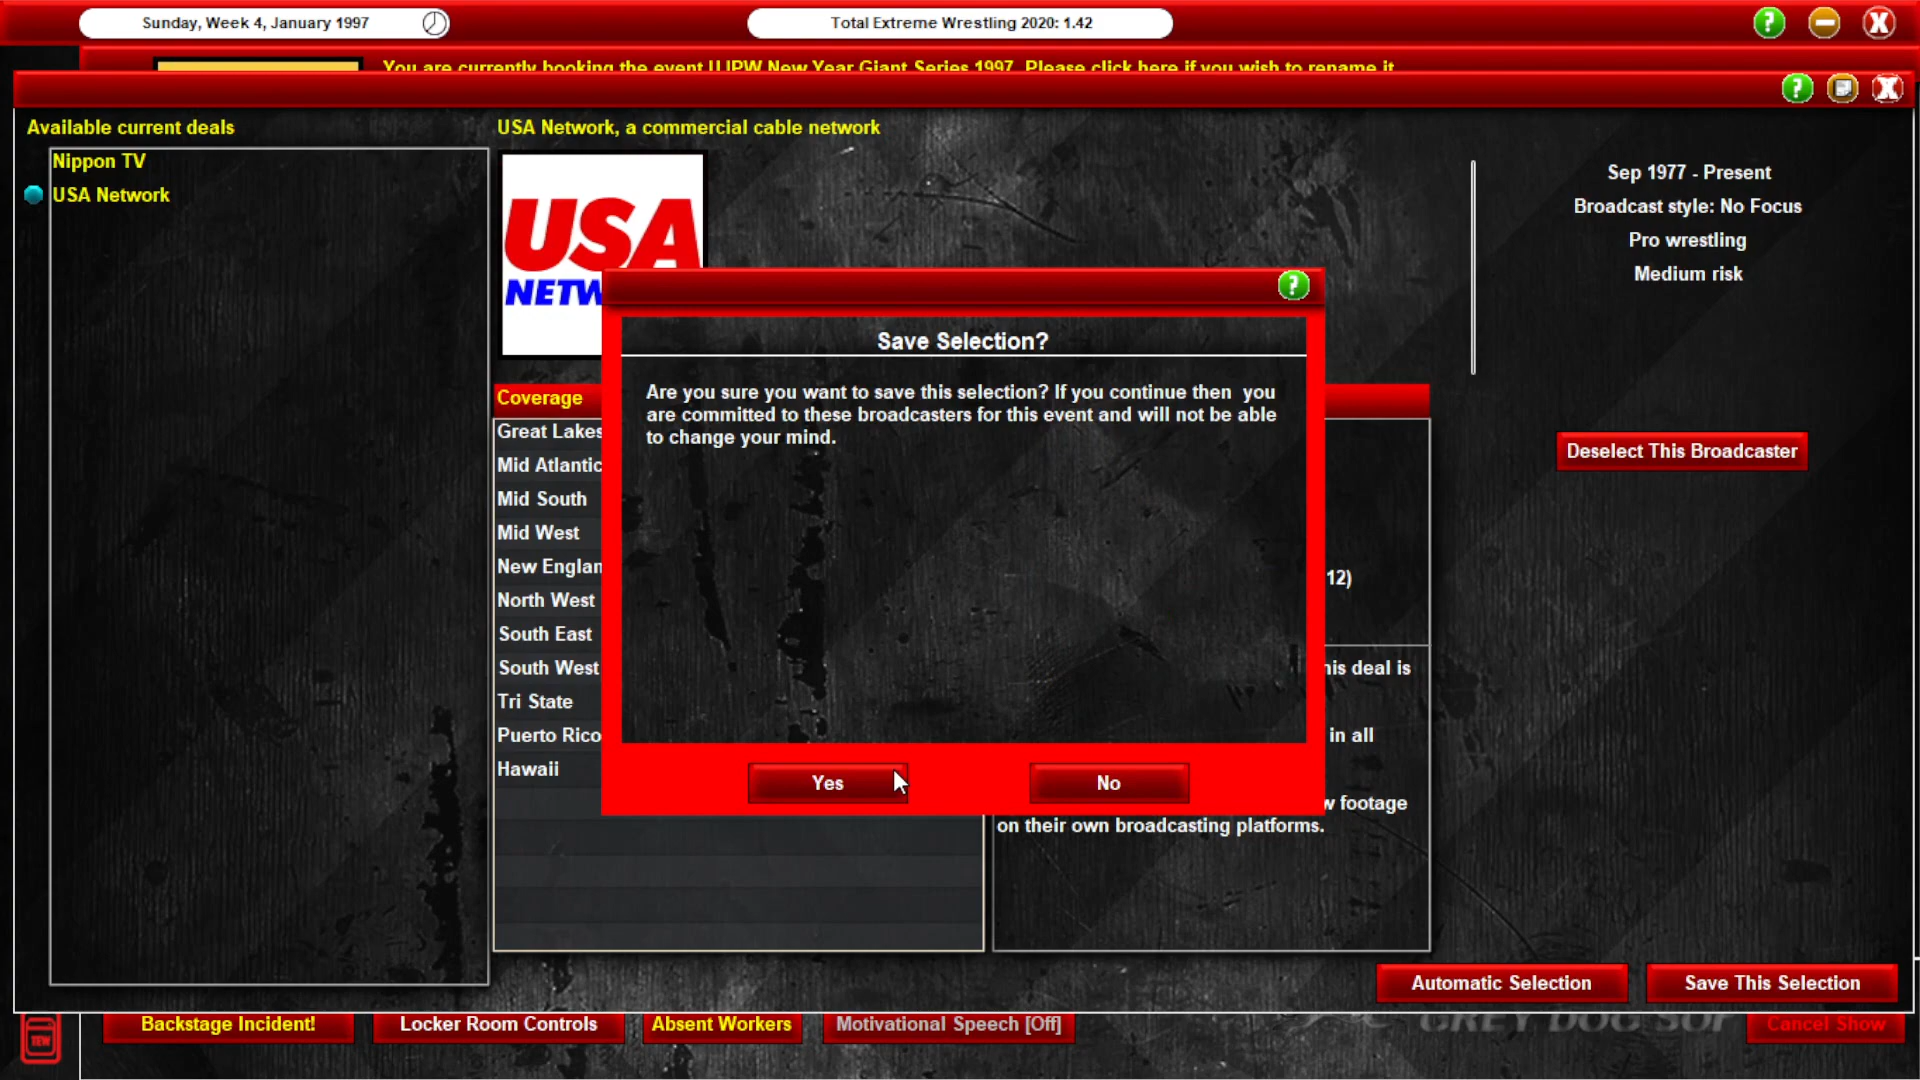 Sunday, Week 4, January 1997
Total Extreme Wrestling 2020: 1.42
You are currently booking the event UJPW New Year Giant Series 1997. Please click here if you wish to rename it
Available current deals
Nippon TV
USA Network
USA Network, a commercial cable network
USA
NETW
Sep 1977 - Present
Broadcast style: No Focus
Pro wrestling
Medium risk
Deselect This Broadcaster
Coverage
Great Lakes
Mid Atlantic
Mid South
Mid West
New Englan
North West
South East
South West
Tri State
Puerto Rico
Hawaii
Save Selection?
Are you sure you want to save this selection? If you continue then you
are committed to these broadcasters for this event and will not be able
to change your mind.
Yes
No
12)
his deal is
in all
w footage
on their own broadcasting platforms.
Automatic Selection
Save This Selection
TEW
Backstage Incident!
Locker Room Controls
Absent Workers
Motivational Speech [Off]
GREY DOG SOF
Cancel Show